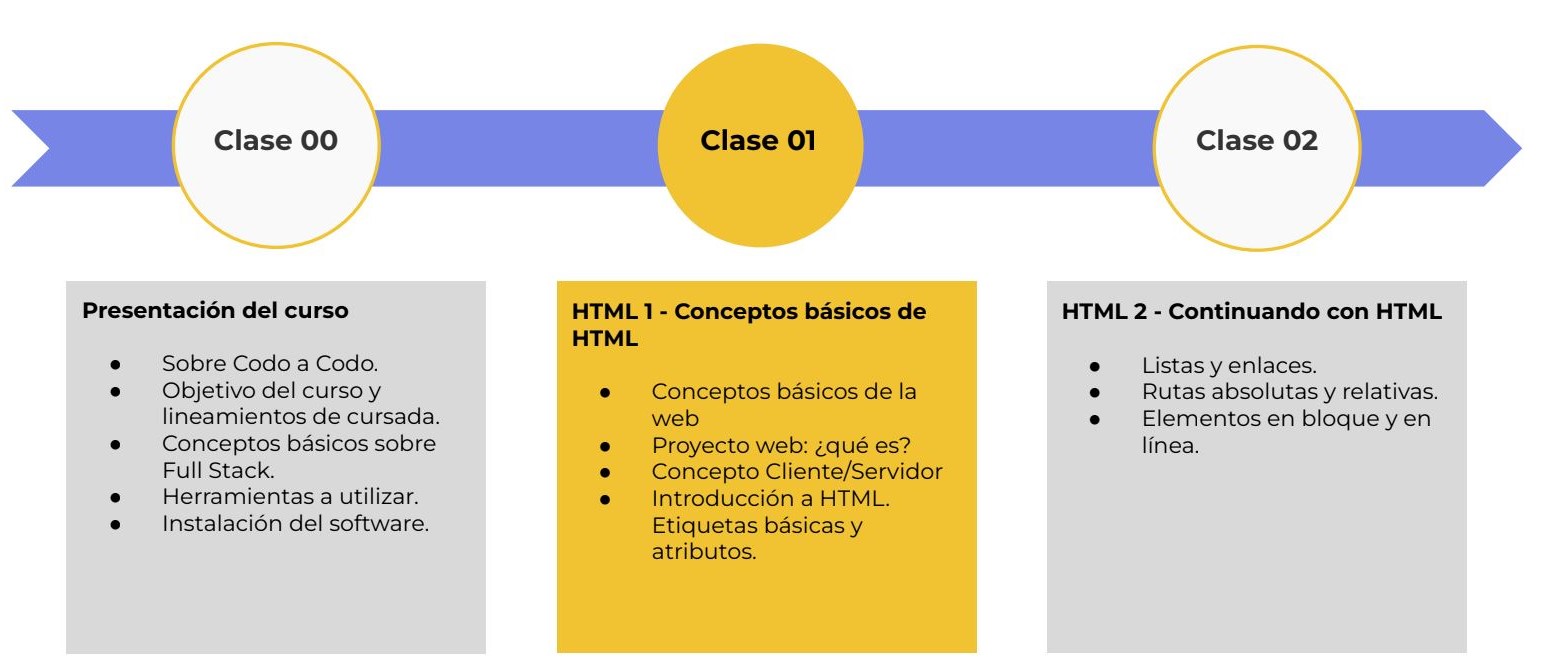 Clase 00
Clase 01
Clase 02
Presentación del curso
● Sobre Codo a Codo.
● Objetivo del curso y
lineamientos de cursada.
● Conceptos básicos sobre
Full Stack.
● Herramientas a utilizar.
● Instalación del software.
HTML 1 - Conceptos básicos de
HTML
● Conceptos básicos de la
web
● Proyecto web: ¿qué es?
● Concepto Cliente/Servidor
● Introducción a HTML.
Etiquetas básicas y
atributos.
HTML 2 - Continuando con HTML
● Listas y enlaces.
● Rutas absolutas y relativas.
● Elementos en bloque y en
línea.